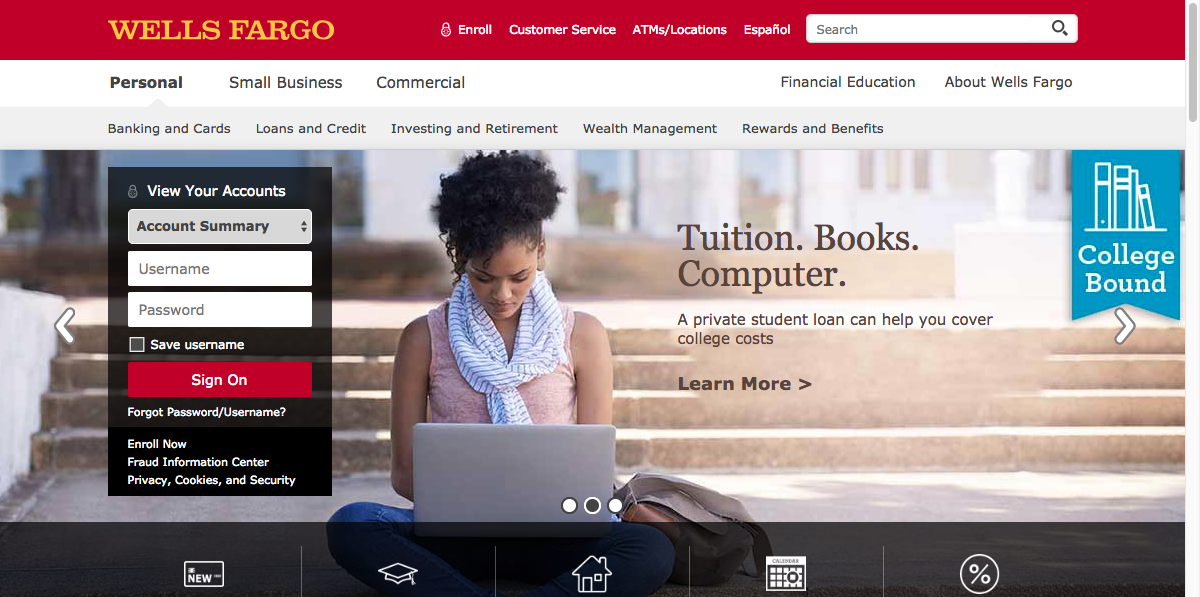 WELLS FARGO
Enroll
Customer Service
ATMs/Locations
Español
Search
Personal
Small Business
Commercial
Financial Education
About Wells Fargo
Banking and Cards
Loans and Credit
Investing and Retirement
Wealth Management
Rewards and Benefits
View Your Accounts
Account Summary
Username
Password
Save username
Sign On
Forgot Password/Username?
Enroll Now
Fraud Information Center
Privacy, Cookies, and Security
Tuition. Books.
Computer.
A private student loan can help you cover
college costs
Learn More >
College
Bound
NEW
CALENDAR
%